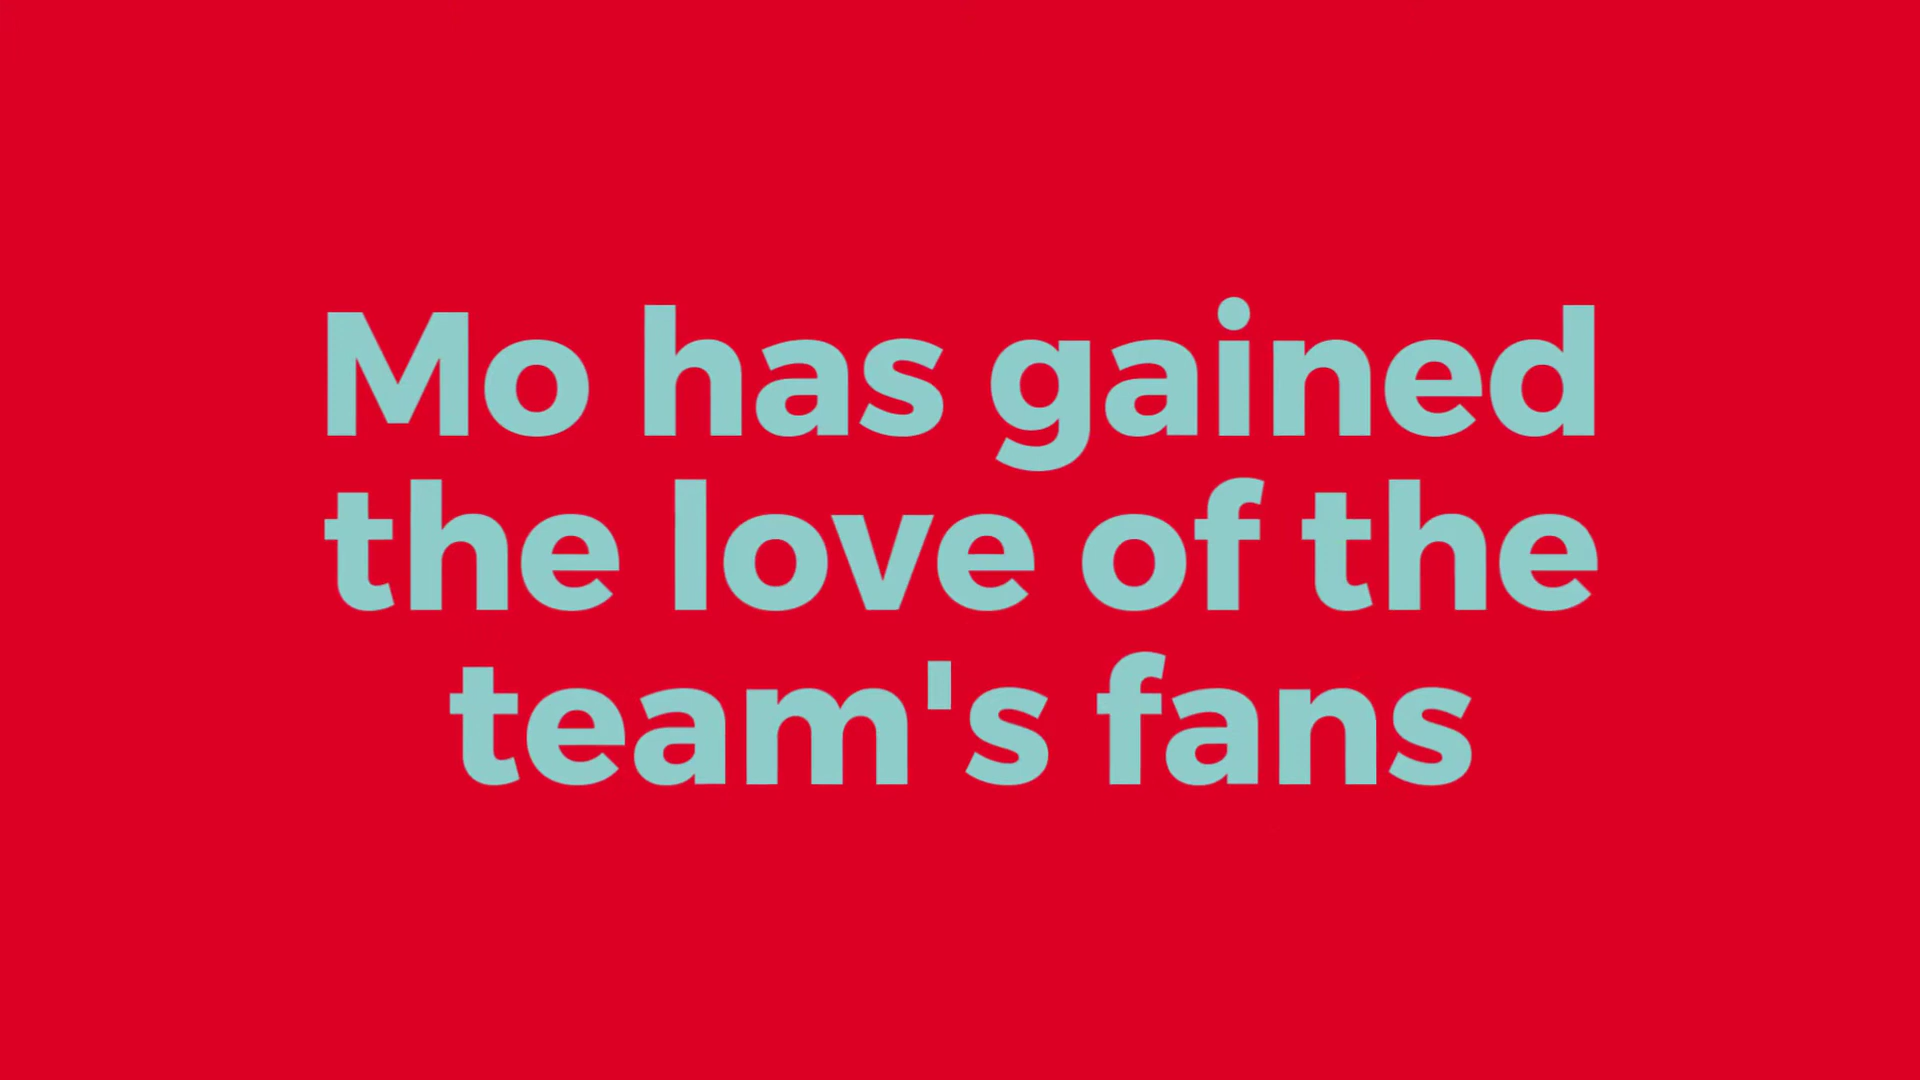 Mo has gained
the love of the
team's fans